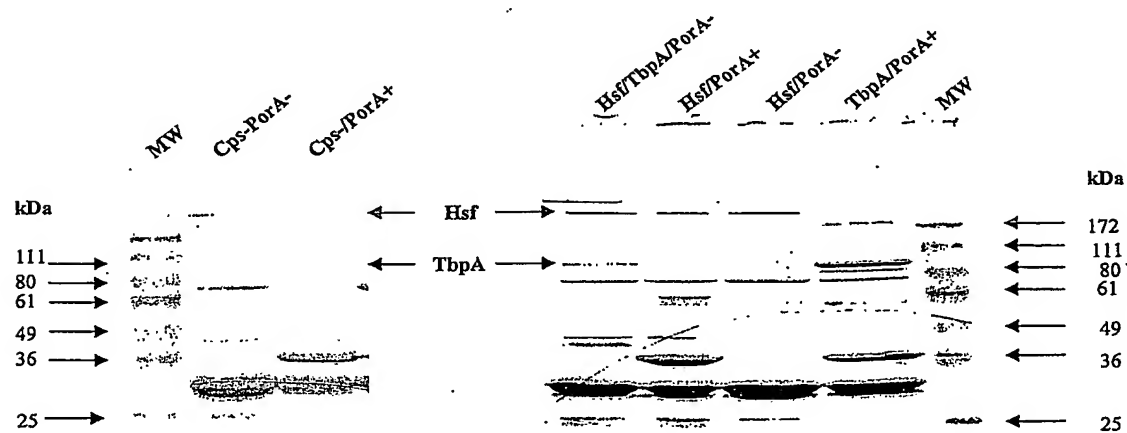 MW
Cps-PorA-
Cps-/PorA+
Hsf/TbpA/PorA-
Hsf/PorA+
Hsf/PorA-
TbpA/PorA+
MW
kDa
111
80
61
49
36
25
Hsf
TbpA
kDa
172
111
80
61
49
36
25